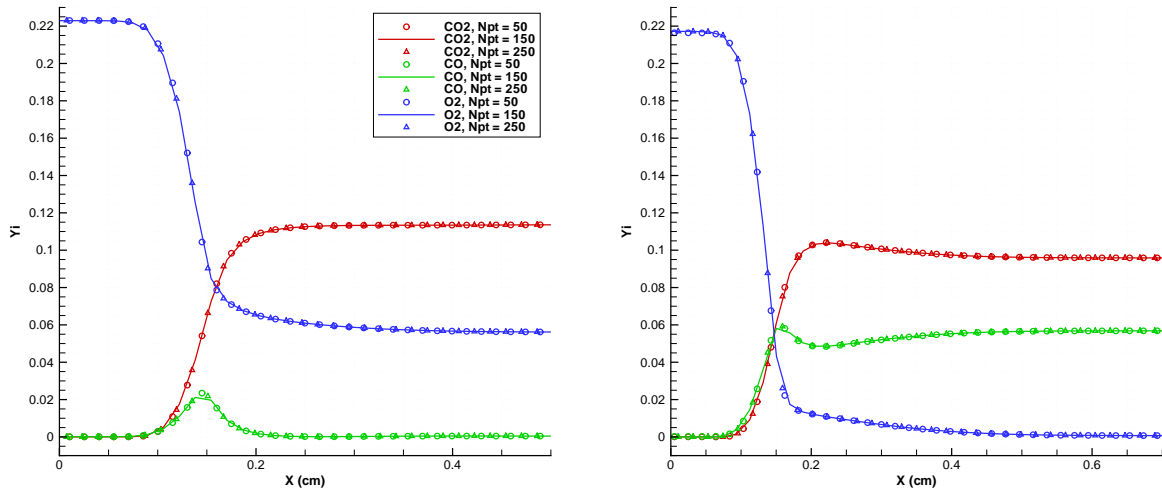 0.22
0.2
0.18
0.16
0.14
0.12
0.1
0.08
0.06
0.04
0.02
0
Yi
0
0.2
0.4
X (cm)
CO2, Npt = 50
CO2, Npt = 150
CO2, Npt = 250
CO, Npt = 50
CO, Npt = 150
CO, Npt = 250
O2, Npt = 50
O2, Npt = 150
O2, Npt = 250
0.22
0.2
0.18
0.16
0.14
0.12
0.1
0.08
0.06
0.04
0.02
0
Yi
0
0.2
0.4
0.6
X (cm)